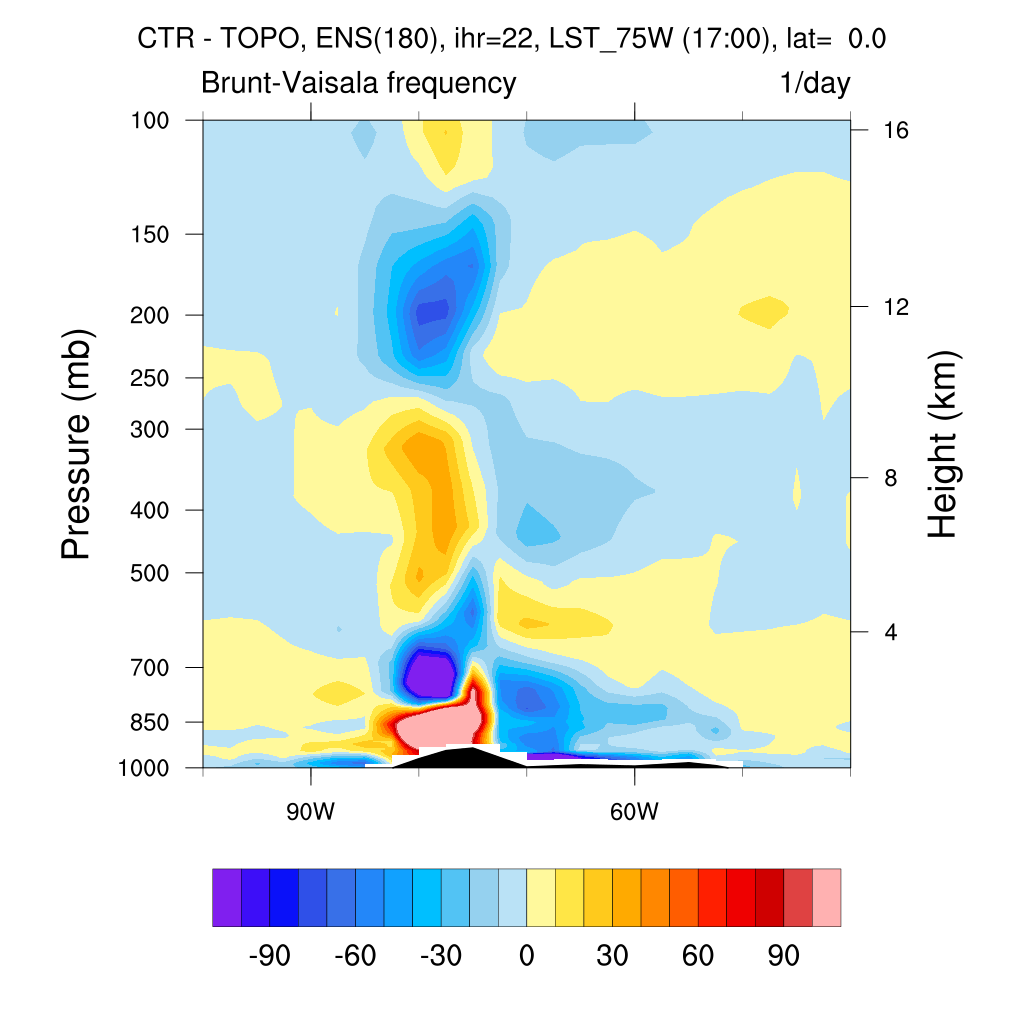 CTR - TOPO, ENS(180), ihr=22, LST_75W (17:00), lat=  0.0
Brunt-Vaisala frequency 1/day
100
150
200
250
300
400
500
700
850
1000
Pressure (mb)
16
12
8
4
Height (km)
90W 60W
-90 -60 -30 0 30 60 90